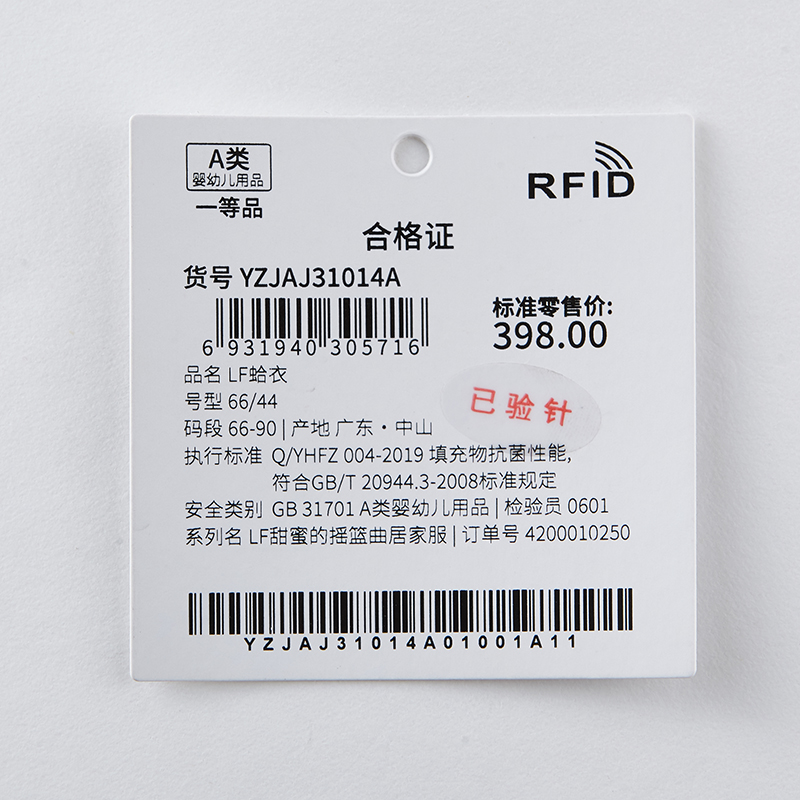 A类
婴幼儿用品
一等品
RFID
合格证
货号 YZJAJ31014A
6 931940 305716
标准零售价:
398.00
品名 LF蛤衣
号型 66/44
已验针
码段 66-90 | 产地 广东·中山
执行标准 Q/YHFZ 004-2019 填充物抗菌性能,
符合GB/T 20944.3-2008标准规定
安全类别 GB 31701 A类婴幼儿用品 | 检验员 0601
系列名 LF甜蜜的摇篮曲居家服 | 订单号 4200010250
YZJAJ31014A01001A11